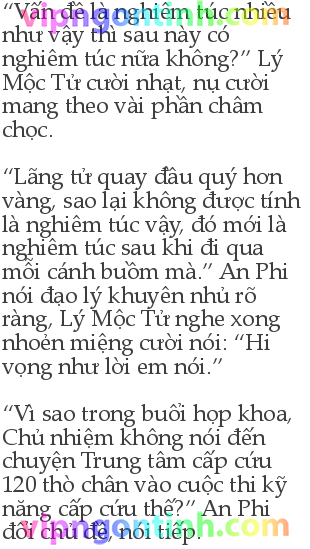 “Vấn đề là nghiêm túc nhiều
như vậy thì sau này có
nghiêm túc nữa không?” Lý
Mộc Tử cười nhạt, nụ cười
mang theo vài phần châm
chọc.
“Lãng tử quay đầu quý hơn
vàng, sao lại không được tính
là nghiêm túc vậy, đó mới là
nghiêm túc sau khi đi qua
mỗi cánh buồm mà.” An Phi
nói đạo lý khuyên nhủ rõ
ràng, Lý Mộc Tử nghe xong
nhoẻn miệng cười nói: “Hi
vọng như lời em nói.”
“Vì sao trong buổi họp khoa,
Chủ nhiệm không nói đến
chuyện Trung tâm cấp cứu
120 thò chân vào cuộc thi kỹ
năng cấp cứu thế?” An Phi
đổi chủ đề, nói tiếp.
vipngontinh.com
vipngontinh.com